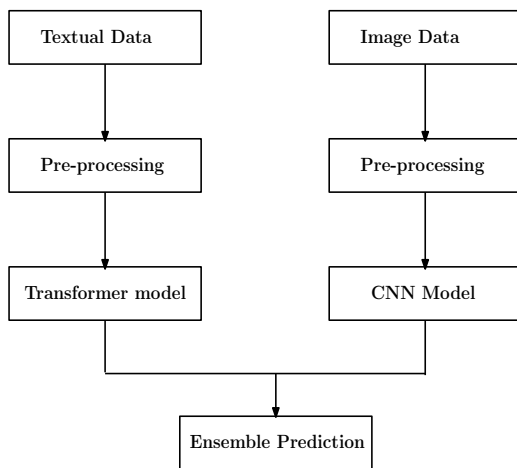 Textual Data
Image Data
Pre-processing
Pre-processing
Transformer model
CNN Model
Ensemble Prediction